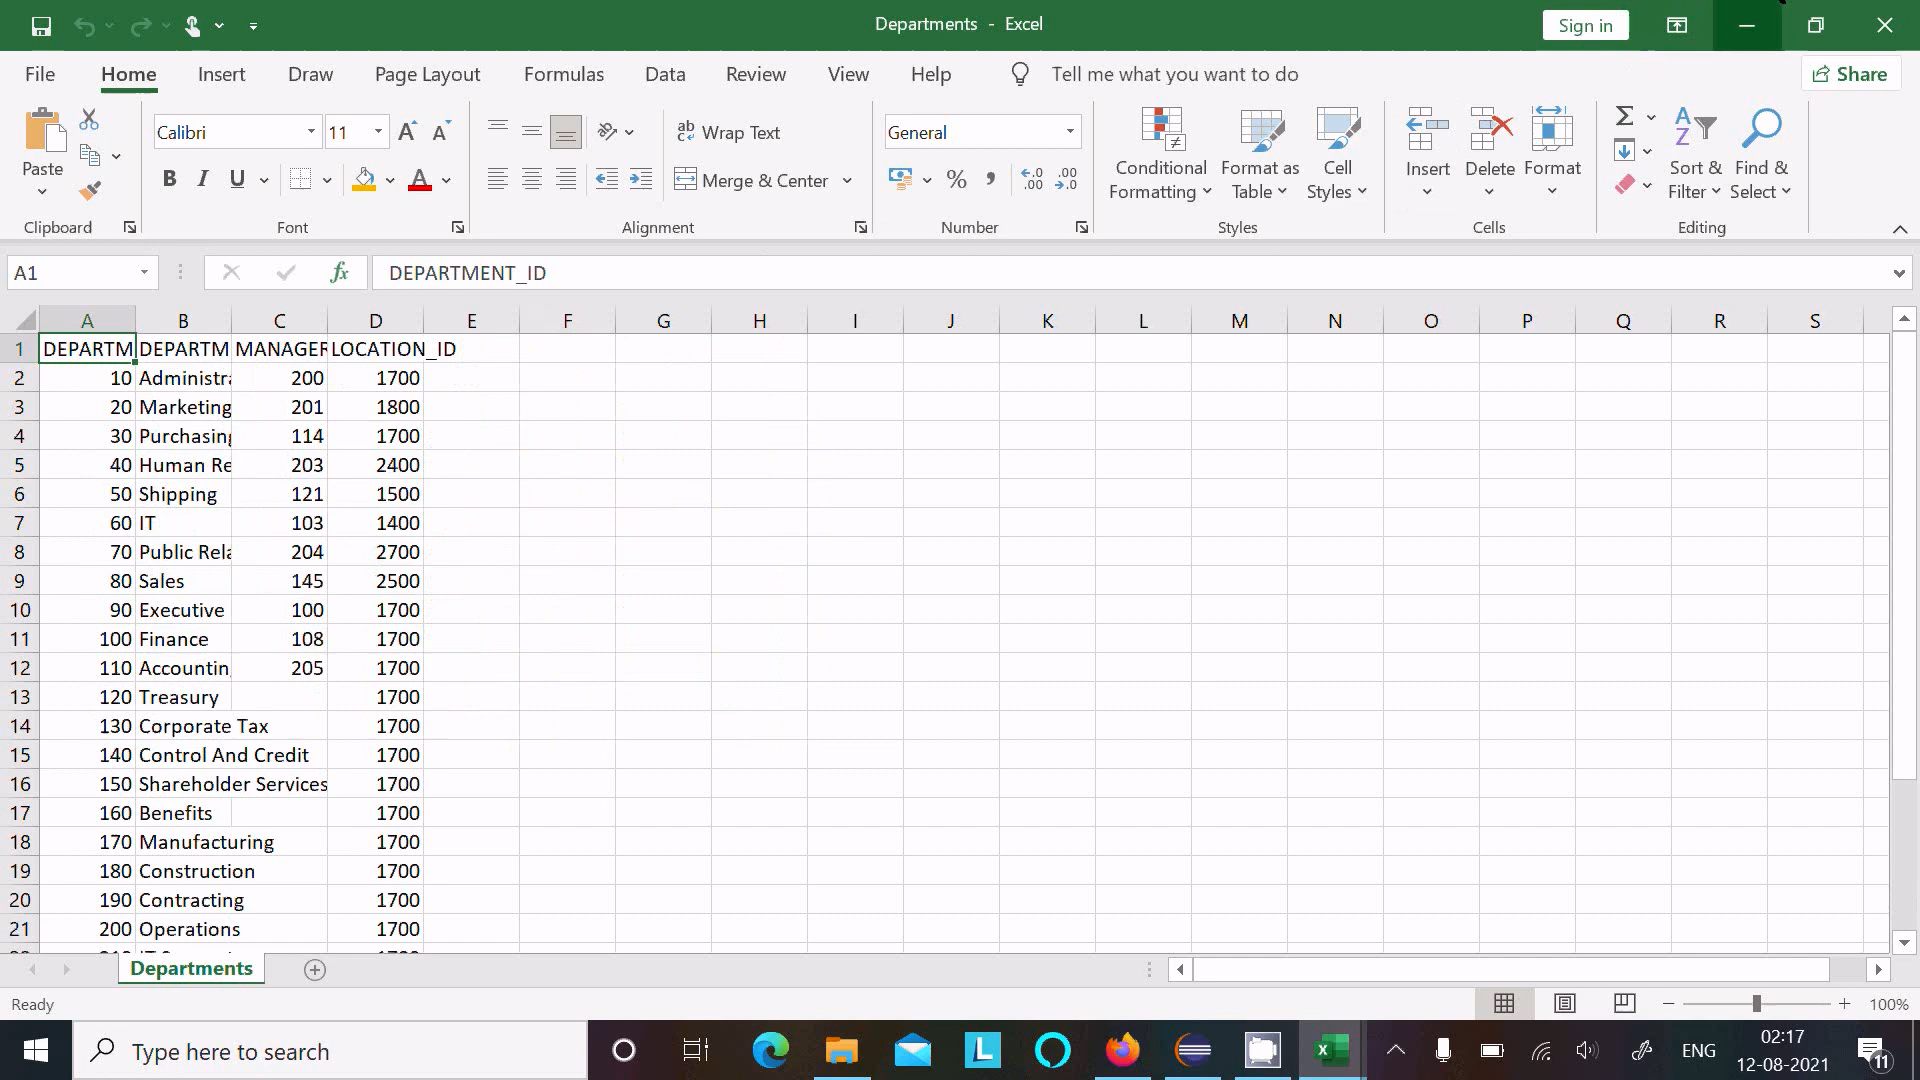 Departments - Excel
Sign in
File Home Insert Draw Page Layout Formulas Data Review View Help Tell me what you want to do Share
Paste
Clipboard
Calibri 11
B I U A
Font
ab Wrap Text
Merge & Center
Alignment
General
% ,
Number
Conditional Formatting
Format as Table
Cell Styles
Styles
Insert Delete Format
Cells
Sort & Filter
Find & Select
Editing
A1 fx DEPARTMENT_ID
A B C D E F G H I J K L M N O P Q R S
1 DEPARTM DEPARTM MANAGER LOCATION_ID
2 10 Administra 200 1700
3 20 Marketing 201 1800
4 30 Purchasing 114 1700
5 40 Human Re 203 2400
6 50 Shipping 121 1500
7 60 IT 103 1400
8 70 Public Rela 204 2700
9 80 Sales 145 2500
10 90 Executive 100 1700
11 100 Finance 108 1700
12 110 Accountin 205 1700
13 120 Treasury 1700
14 130 Corporate Tax 1700
15 140 Control And Credit 1700
16 150 Shareholder Services 1700
17 160 Benefits 1700
18 170 Manufacturing 1700
19 180 Construction 1700
20 190 Contracting 1700
21 200 Operations 1700
Departments
Ready
100%
Type here to search
ENG
02:17
12-08-2021
11